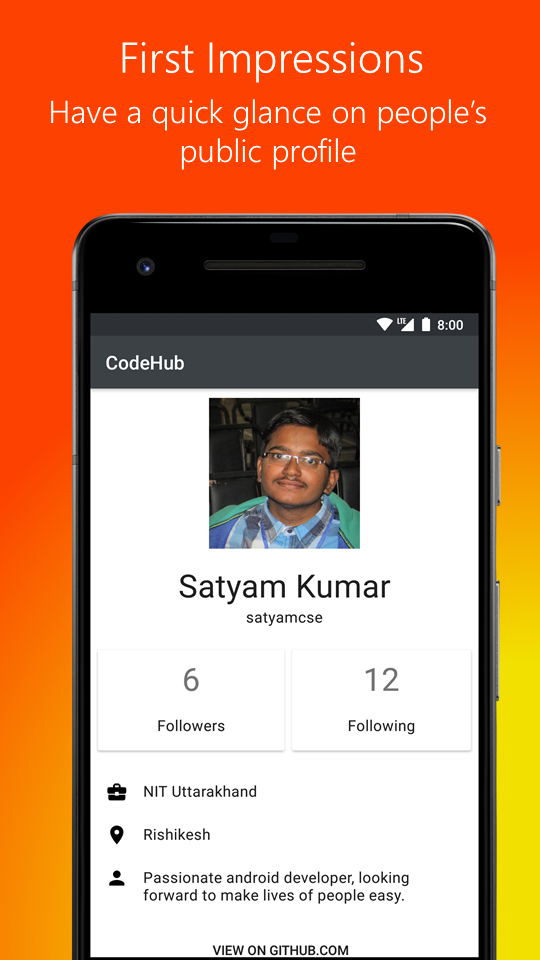 First Impressions
Have a quick glance on people's
public profile
LTE 8:00
CodeHub
Satyam Kumar
satyamcse
6
12
Followers
Following
NIT Uttarakhand
Rishikesh
Passionate android developer, looking
forward to make lives of people easy.
VIEW ON GITHUB.COM